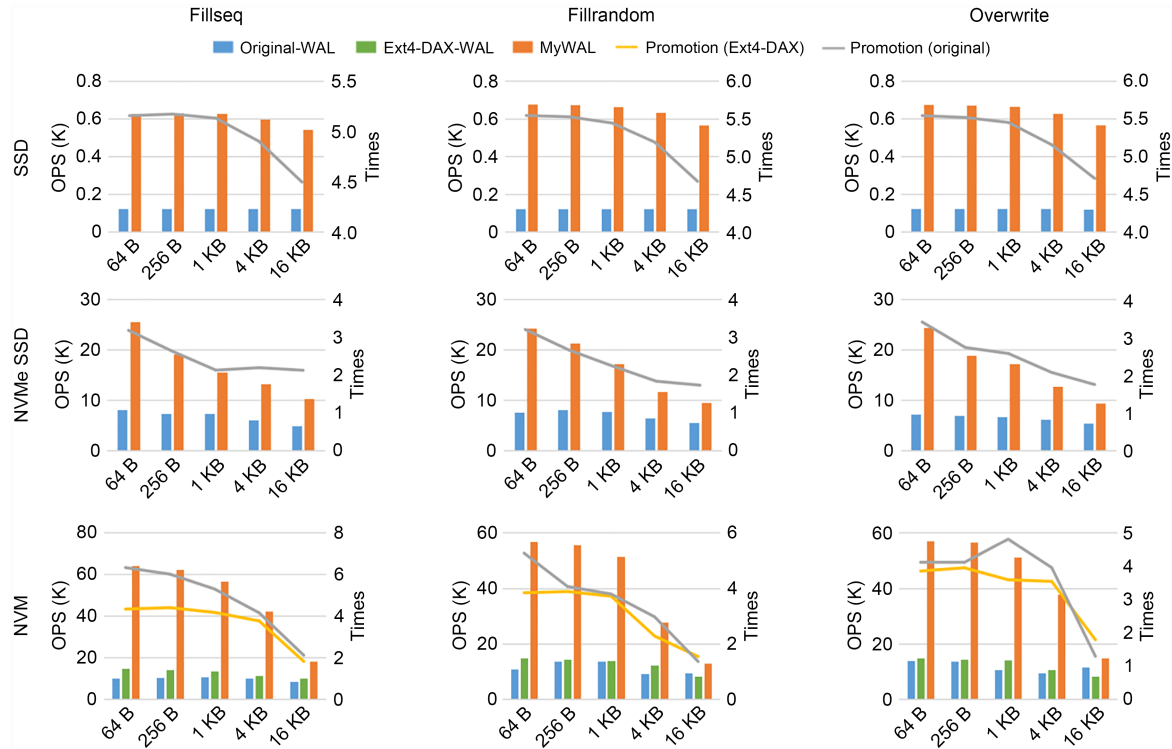 Fillseq Fillrandom Overwrite
Original-WAL Ext4-DAX-WAL MyWAL Promotion (Ext4-DAX) Promotion (original)
SSD
OPS (K)
0.8
0.6
0.4
0.2
0
5.5
5.0
4.5
4.0
Times
64 B 256 B 1 KB 4 KB 16 KB
OPS (K)
0.8
0.6
0.4
0.2
0
6.0
5.5
5.0
4.5
4.0
Times
64 B 256 B 1 KB 4 KB 16 KB
OPS (K)
0.8
0.6
0.4
0.2
0
6.0
5.5
5.0
4.5
4.0
Times
64 B 256 B 1 KB 4 KB 16 KB
NVMe SSD
OPS (K)
30
20
10
0
4
3
2
1
0
Times
64 B 256 B 1 KB 4 KB 16 KB
OPS (K)
30
20
10
0
4
3
2
1
0
Times
64 B 256 B 1 KB 4 KB 16 KB
OPS (K)
30
20
10
0
4
3
2
1
0
Times
64 B 256 B 1 KB 4 KB 16 KB
NVM
OPS (K)
80
60
40
20
0
8
6
4
2
0
Times
64 B 256 B 1 KB 4 KB 16 KB
OPS (K)
60
40
20
0
6
4
2
0
Times
64 B 256 B 1 KB 4 KB 16 KB
OPS (K)
60
40
20
0
5
4
3
2
1
0
Times
64 B 256 B 1 KB 4 KB 16 KB